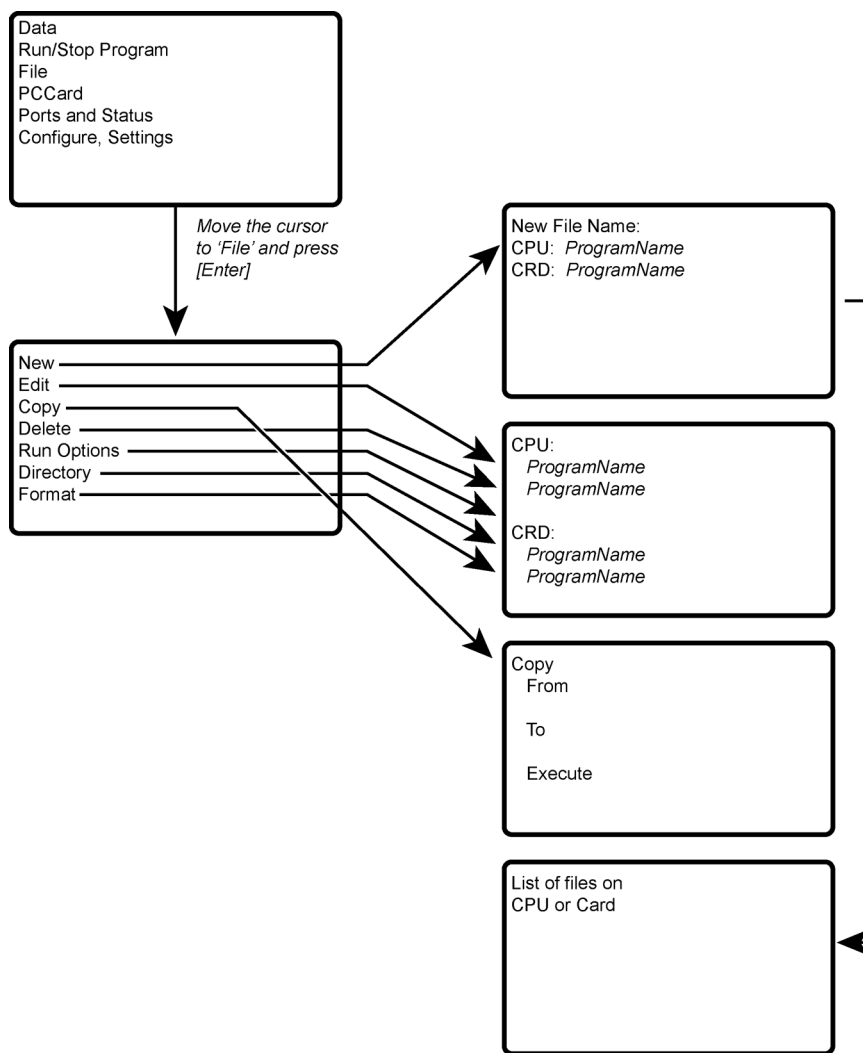 Data
Run/Stop Program
File
PCCard
Ports and Status
Configure, Settings
Move the cursor
to ‘File’ and press
[Enter]
New
Edit
Copy
Delete
Run Options
Directory
Format
New File Name:
CPU: ProgramName
CRD: ProgramName
CPU:
ProgramName
ProgramName
CRD:
ProgramName
ProgramName
Copy
From
To
Execute
List of files on
CPU or Card